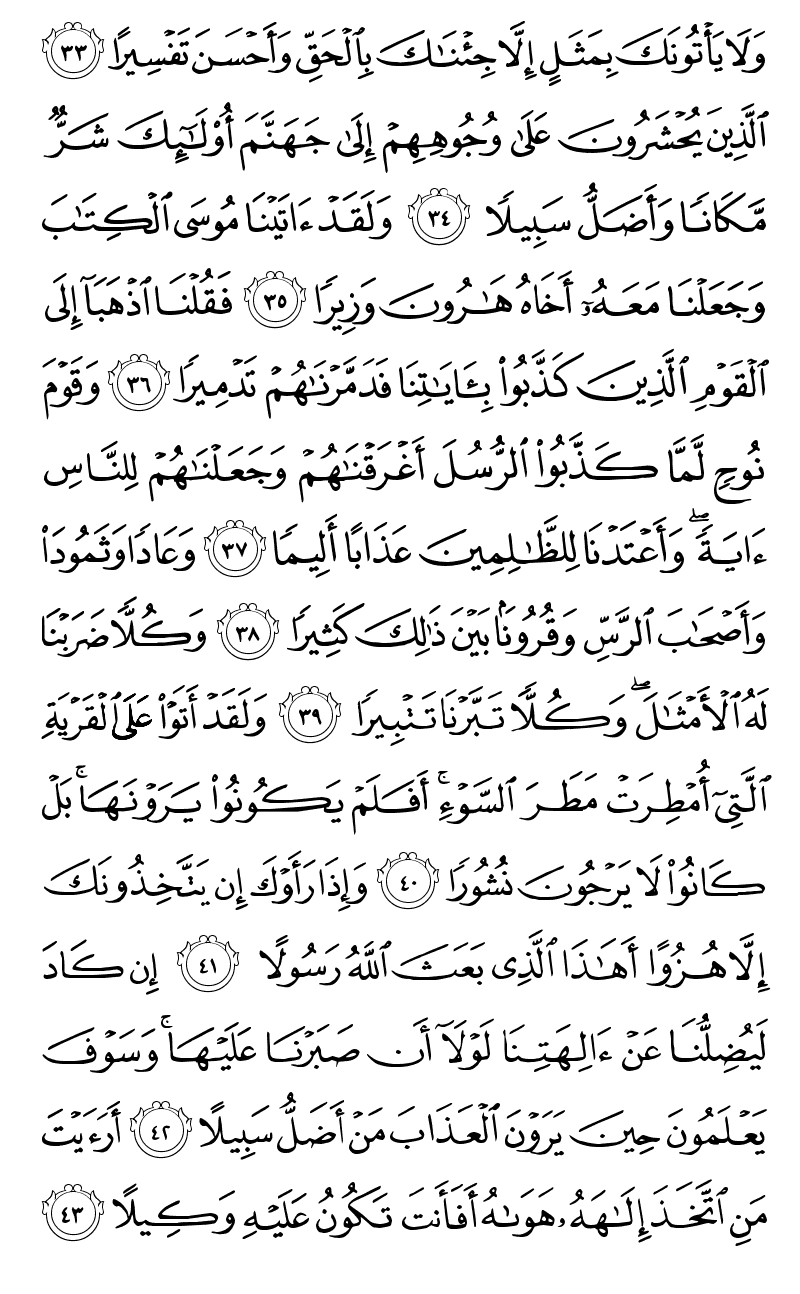 وَلَا يَأْتُونَكَ بِمَثَلٍ إِلَّا جِئْنَٰكَ بِٱلْحَقِّ وَأَحْسَنَ تَفْسِيرًا ٣٣
ٱلَّذِينَ يُحْشَرُونَ عَلَىٰ وُجُوهِهِمْ إِلَىٰ جَهَنَّمَ أُو۟لَٰٓئِكَ شَرٌّ
مَّكَانًا وَأَضَلُّ سَبِيلًا ٣٤ وَلَقَدْ ءَاتَيْنَا مُوسَى ٱلْكِتَٰبَ
وَجَعَلْنَا مَعَهُۥٓ أَخَاهُ هَٰرُونَ وَزِيرًا ٣٥ فَقُلْنَا ٱذْهَبَآ إِلَى
ٱلْقَوْمِ ٱلَّذِينَ كَذَّبُوا۟ بِـَٔايَٰتِنَا فَدَمَّرْنَٰهُمْ تَدْمِيرًا ٣٦ وَقَوْمَ
نُوحٍ لَّمَّا كَذَّبُوا۟ ٱلرُّسُلَ أَغْرَقْنَٰهُمْ وَجَعَلْنَٰهُمْ لِلنَّاسِ
ءَايَةً ۖ وَأَعْتَدْنَا لِلظَّٰلِمِينَ عَذَابًا أَلِيمًا ٣٧ وَعَادًا وَثَمُودَا۟
وَأَصْحَٰبَ ٱلرَّسِّ وَقُرُونًۢا بَيْنَ ذَٰلِكَ كَثِيرًا ٣٨ وَكُلًّا ضَرَبْنَا
لَهُ ٱلْأَمْثَٰلَ ۖ وَكُلًّا تَبَّرْنَا تَتْبِيرًا ٣٩ وَلَقَدْ أَتَوْا۟ عَلَى ٱلْقَرْيَةِ
ٱلَّتِىٓ أُمْطِرَتْ مَطَرَ ٱلسَّوْءِ ۚ أَفَلَمْ يَكُونُوا۟ يَرَوْنَهَا ۚ بَلْ
كَانُوا۟ لَا يَرْجُونَ نُشُورًا ٤٠ وَإِذَا رَأَوْكَ إِن يَتَّخِذُونَكَ
إِلَّا هُزُوًا أَهَٰذَا ٱلَّذِى بَعَثَ ٱللَّهُ رَسُولًا ٤١ إِن كَادَ
لَيُضِلُّنَا عَنْ ءَالِهَتِنَا لَوْلَآ أَن صَبَرْنَا عَلَيْهَا ۚ وَسَوْفَ
يَعْلَمُونَ حِينَ يَرَوْنَ ٱلْعَذَابَ مَنْ أَضَلُّ سَبِيلًا ٤٢ أَرَءَيْتَ
مَنِ ٱتَّخَذَ إِلَٰهَهُۥ هَوَىٰهُ أَفَأَنتَ تَكُونُ عَلَيْهِ وَكِيلًا ٤٣